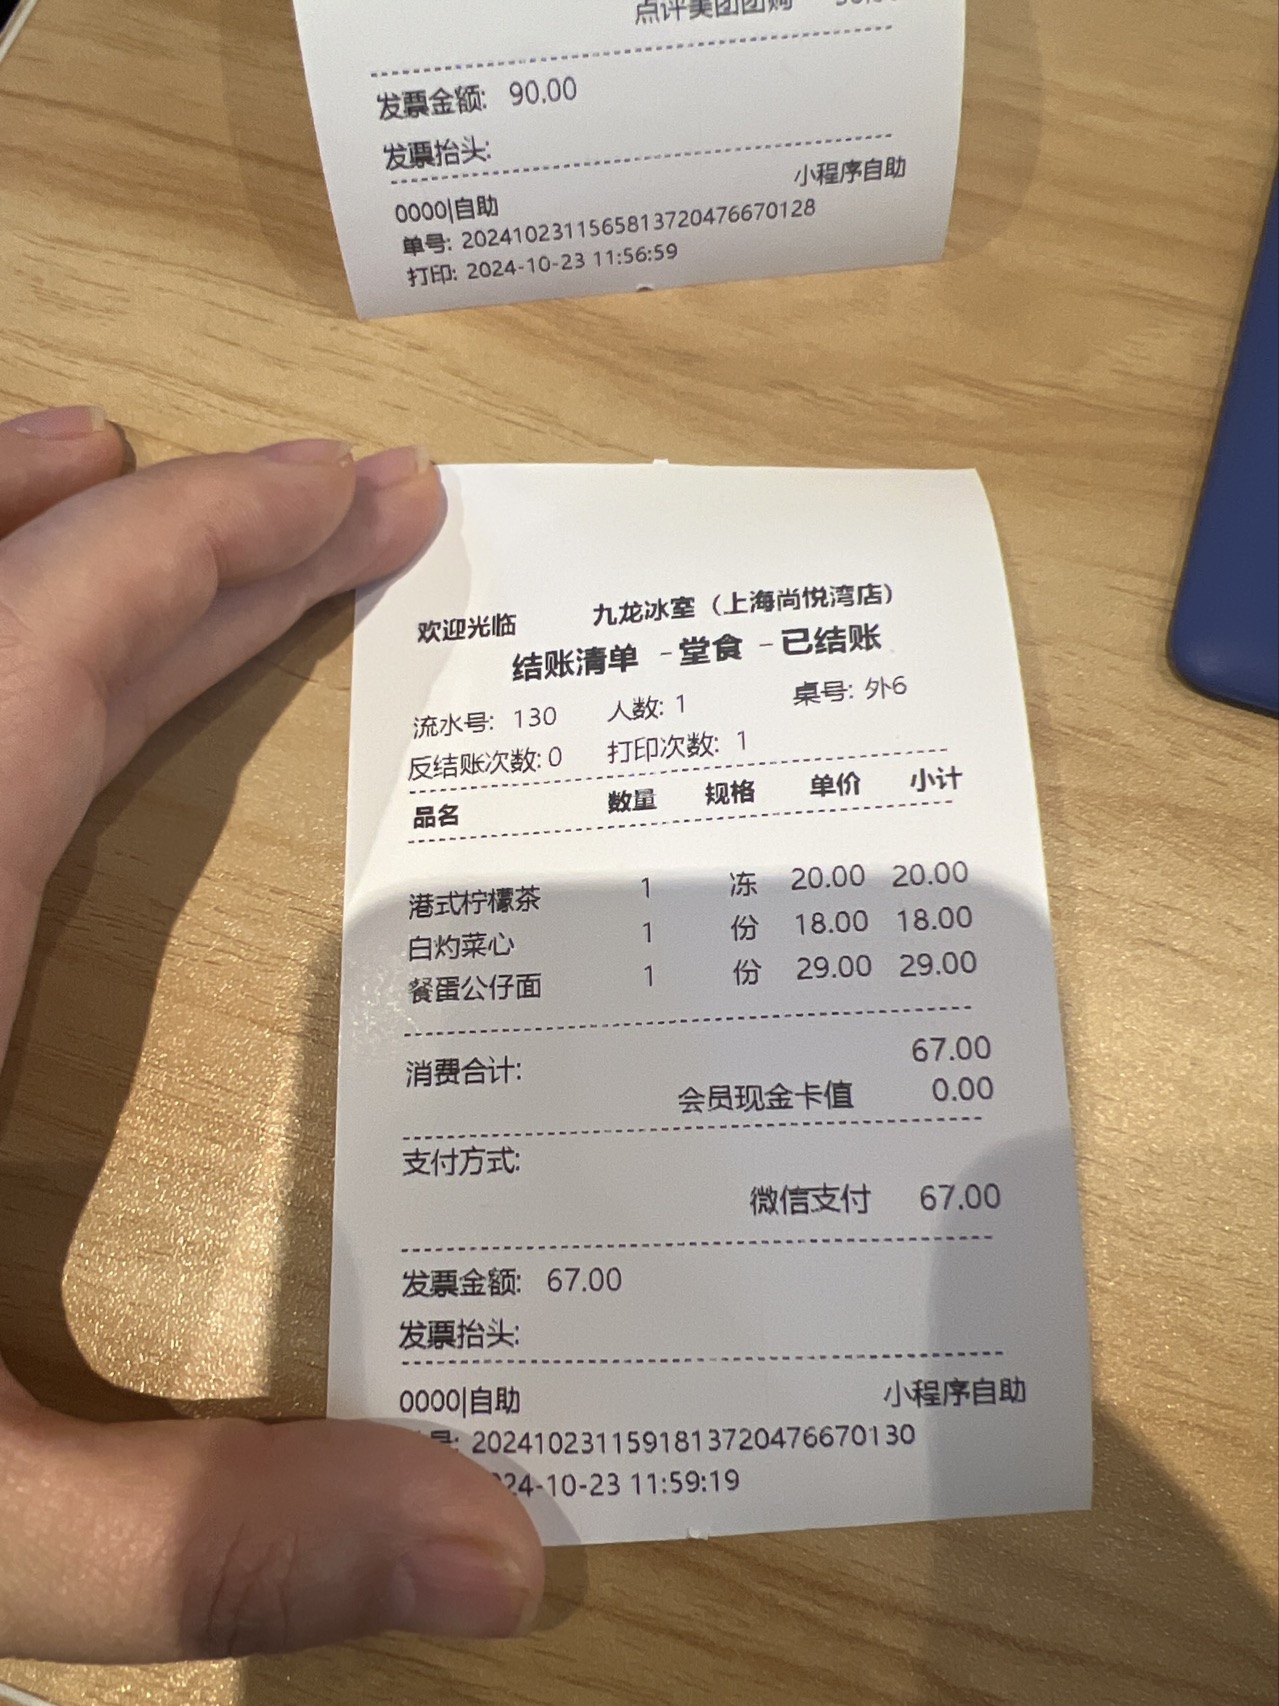 点评美团团购
发票金额: 90.00
发票抬头:
0000|自助 小程序自助
单号: 2024102311565813720476670128
打印: 2024-10-23 11:56:59
欢迎光临 九龙冰室（上海尚悦湾店）
结账清单 -堂食 -已结账
流水号: 130 人数: 1 桌号: 外6
反结账次数: 0 打印次数: 1
品名 数量 规格 单价 小计
港式柠檬茶 1 冻 20.00 20.00
白灼菜心 1 份 18.00 18.00
餐蛋公仔面 1 份 29.00 29.00
消费合计: 67.00
会员现金卡值 0.00
支付方式:
微信支付 67.00
发票金额: 67.00
发票抬头:
0000|自助 小程序自助
号: 2024102311591813720476670130
24-10-23 11:59:19